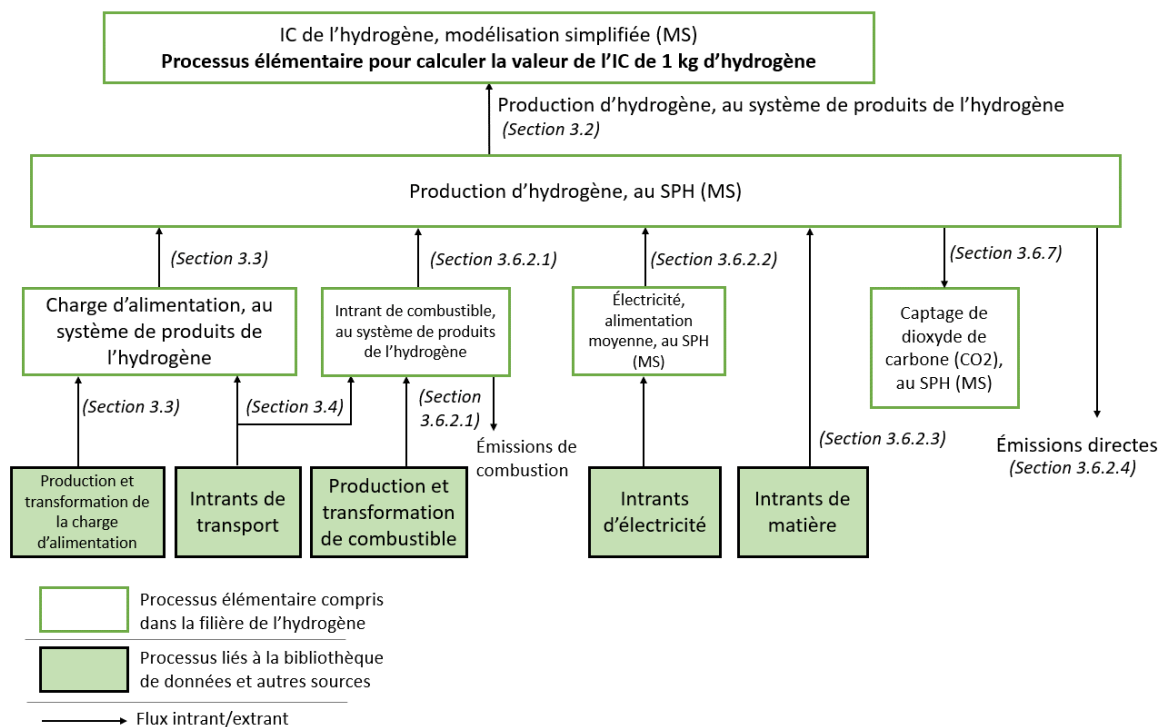 IC de l’hydrogène, modélisation simplifiée (MS)
Processus élémentaire pour calculer la valeur de l’IC de 1 kg d’hydrogène
Production d’hydrogène, au système de produits de l’hydrogène
(Section 3.2)
Production d’hydrogène, au SPH (MS)
(Section 3.3)
(Section 3.6.2.1)
(Section 3.6.2.2)
(Section 3.6.7)
Charge d’alimentation, au
système de produits de
l’hydrogène
Intrant de combustible,
au système de produits
de l’hydrogène
Électricité,
alimentation
moyenne, au SPH
(MS)
Captage de
dioxyde de
carbone (CO2),
au SPH (MS)
(Section 3.3)
(Section 3.4)
(Section
3.6.2.1)
Émissions de
combustion
(Section 3.6.2.3)
Émissions directes
(Section 3.6.2.4)
Production et
transformation de
la charge
d’alimentation
Intrants de
transport
Production et
transformation
de combustible
Intrants
d’électricité
Intrants de
matière
Processus élémentaire compris
dans la filière de l’hydrogène
Processus liés à la bibliothèque
de données et autres sources
Flux intrant/extrant